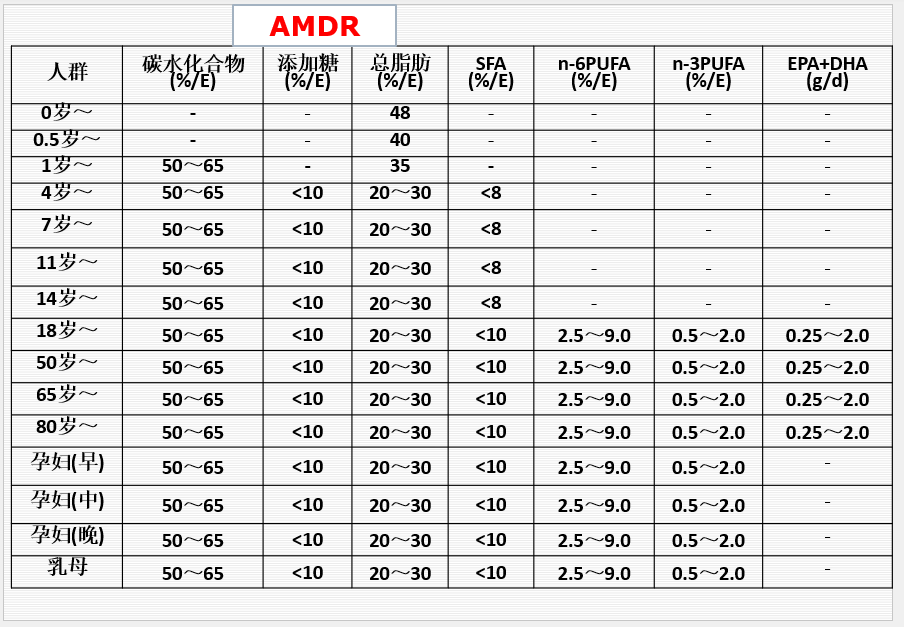 AMDR
人群 碳水化合物 (%/E) 添加糖 (%/E) 总脂肪 (%/E) SFA (%/E) n-6PUFA (%/E) n-3PUFA (%/E) EPA+DHA (g/d)
0岁～ - - 48 - - - -
0.5岁～ - - 40 - - - -
1岁～ 50～65 - 35 - - - -
4岁～ 50～65 <10 20～30 <8 - - -
7岁～ 50～65 <10 20～30 <8 - - -
11岁～ 50～65 <10 20～30 <8 - - -
14岁～ 50～65 <10 20～30 <8 - - -
18岁～ 50～65 <10 20～30 <10 2.5～9.0 0.5～2.0 0.25～2.0
50岁～ 50～65 <10 20～30 <10 2.5～9.0 0.5～2.0 0.25～2.0
65岁～ 50～65 <10 20～30 <10 2.5～9.0 0.5～2.0 0.25～2.0
80岁～ 50～65 <10 20～30 <10 2.5～9.0 0.5～2.0 0.25～2.0
孕妇(早) 50～65 <10 20～30 <10 2.5～9.0 0.5～2.0 -
孕妇(中) 50～65 <10 20～30 <10 2.5～9.0 0.5～2.0 -
孕妇(晚) 50～65 <10 20～30 <10 2.5～9.0 0.5～2.0 -
乳母 50～65 <10 20～30 <10 2.5～9.0 0.5～2.0 -